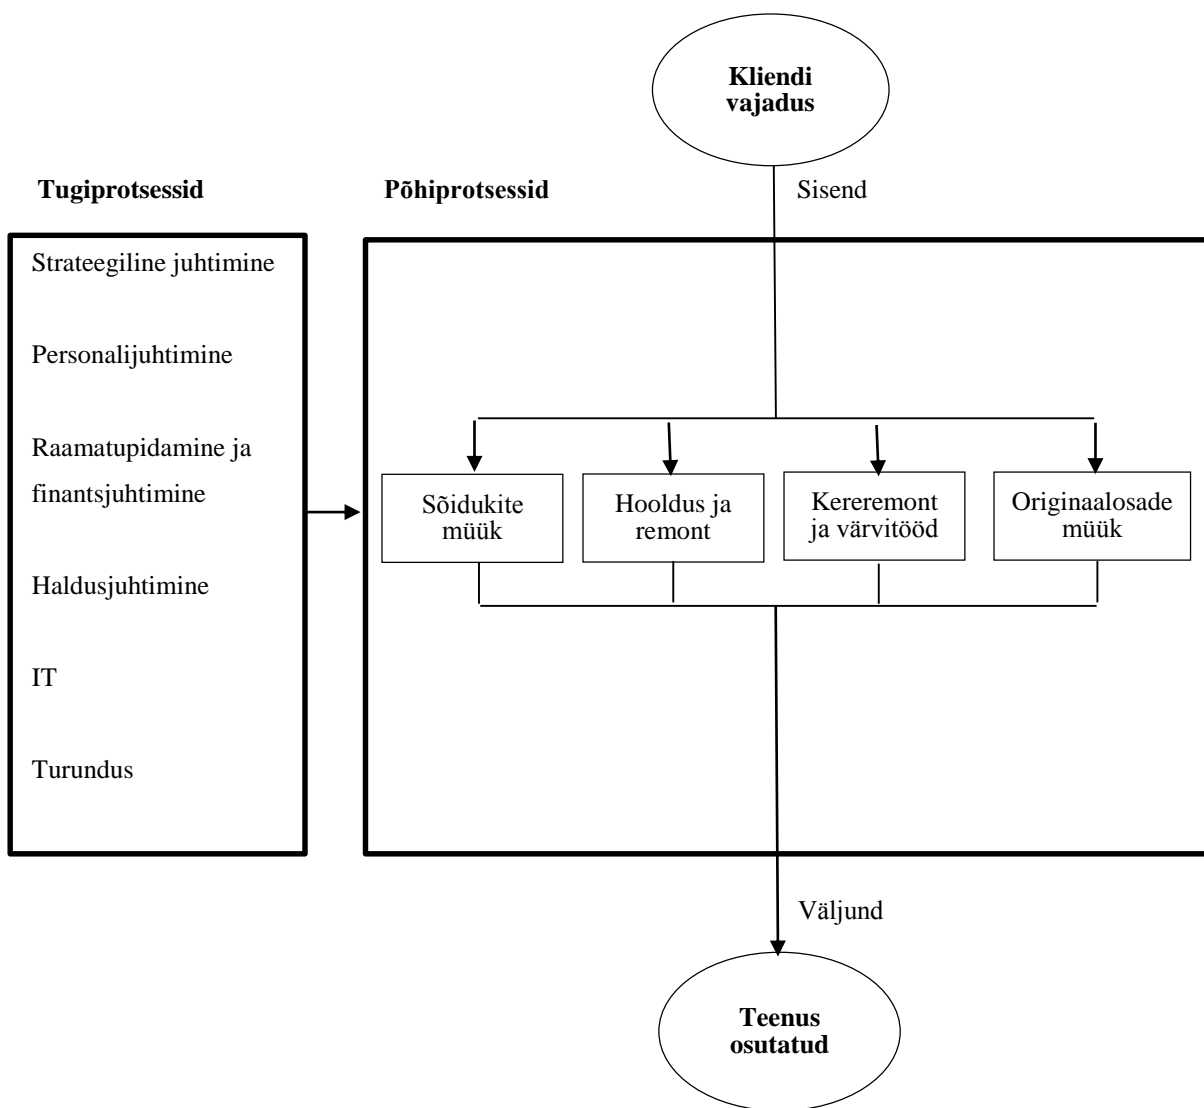 Kliendi
vajadus
Tugiprotsessid
Põhiprotsessid
Sisend
Strateegiline juhtimine
Personalijuhtimine
Raamatupidamine ja
finantsjuhtimine
Haldusjuhtimine
IT
Turundus
Sõidukite
müük
Hooldus ja
remont
Kereremont
ja värvitööd
Originaalosade
müük
Väljund
Teenus
osutatud